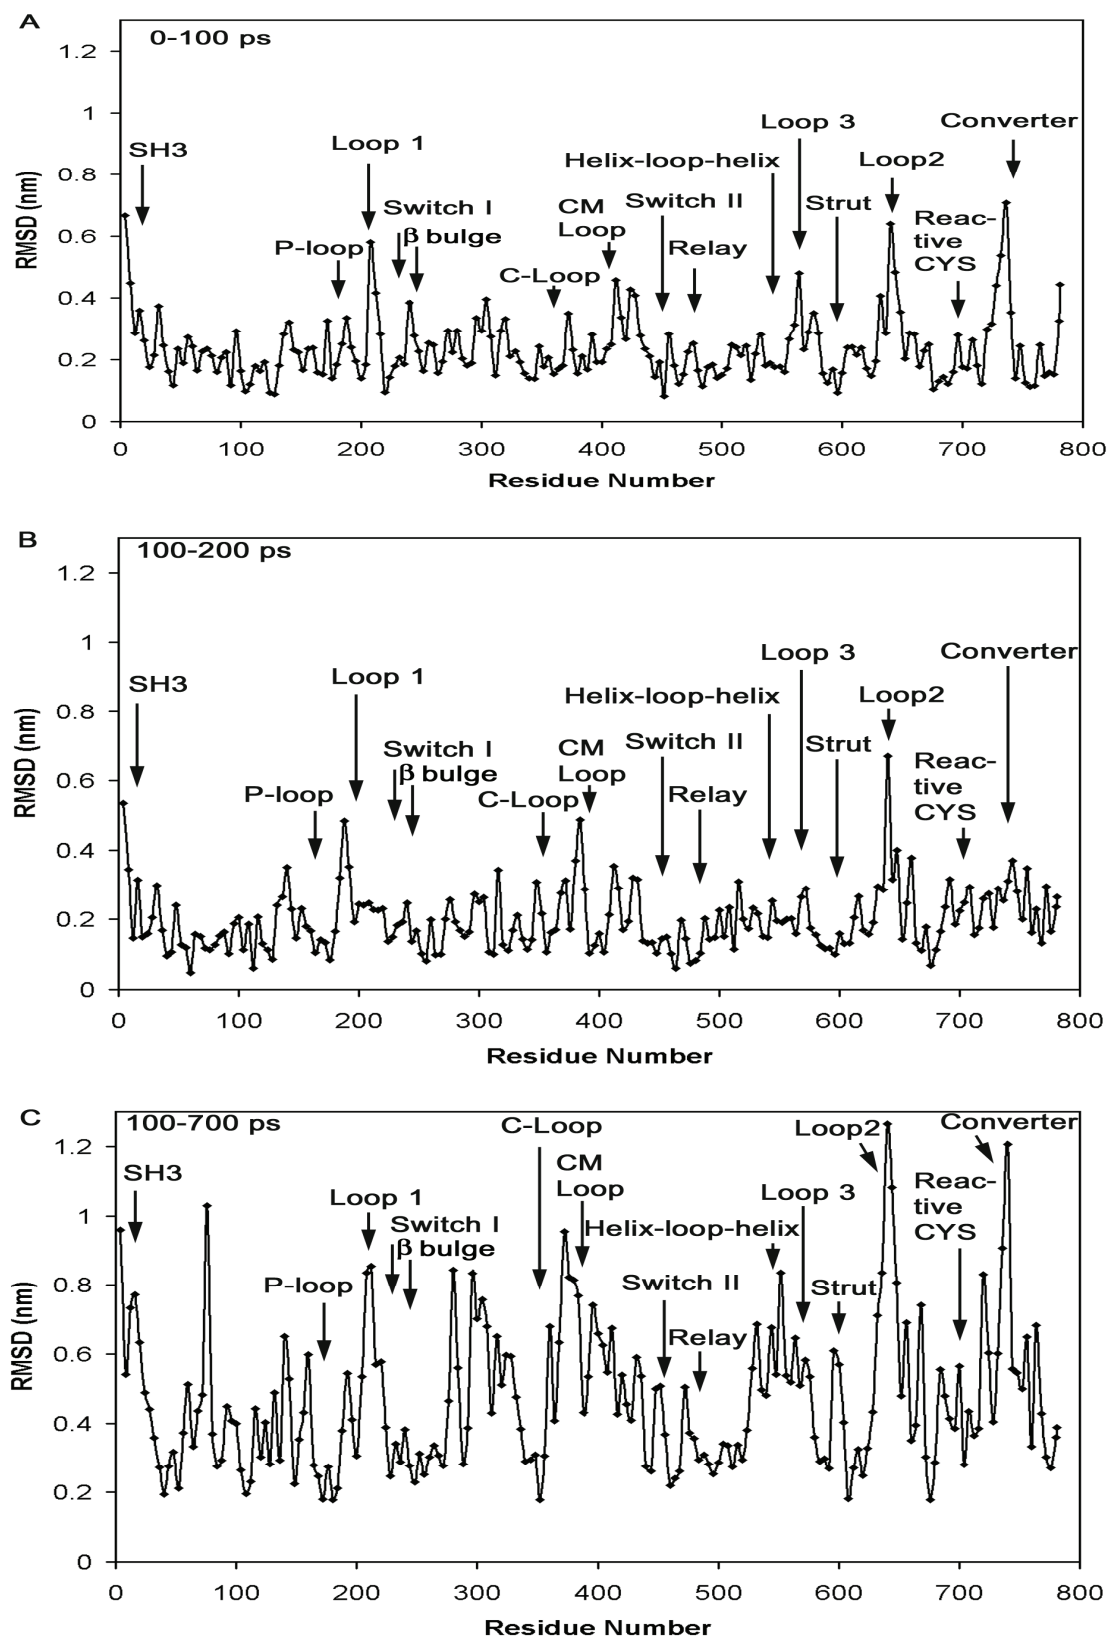 A
0-100 ps
1.2
1
0.8
0.6
0.4
0.2
0
RMSD (nm)
SH3
Loop 1
P-loop
Switch I
β bulge
C-Loop
CM
Loop
Helix-loop-helix
Switch II
Relay
Loop 3
Strut
Loop2
Reac-
tive
CYS
Converter
0 100 200 300 400 500 600 700 800
Residue Number
B
100-200 ps
1.2
1
0.8
0.6
0.4
0.2
0
RMSD (nm)
SH3
Loop 1
P-loop
Switch I
β bulge
C-Loop
CM
Loop
Helix-loop-helix
Switch II
Relay
Loop 3
Strut
Loop2
Reac-
tive
CYS
Converter
0 100 200 300 400 500 600 700 800
Residue Number
C
100-700 ps
1.2
1
0.8
0.6
0.4
0.2
0
RMSD (nm)
SH3
Loop 1
P-loop
Switch I
β bulge
C-Loop
CM
Loop
Helix-loop-helix
Switch II
Relay
Loop 3
Strut
Loop2
Reac-
tive
CYS
Converter
0 100 200 300 400 500 600 700 800
Residue Number